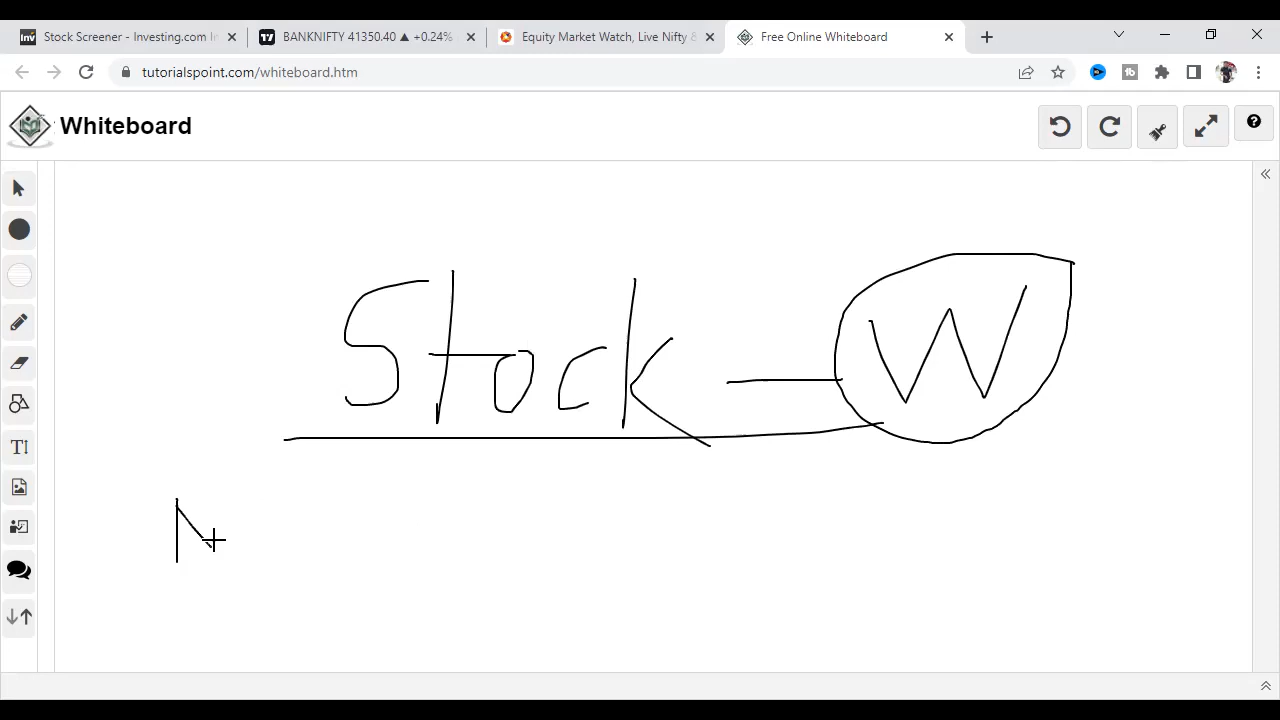 Stock Screener - Investing.com In
BANKNIFTY 41350.40 ▲ +0.24%
Equity Market Watch, Live Nifty &
Free Online Whiteboard
tutorialspoint.com/whiteboard.htm
Whiteboard
Stock - W